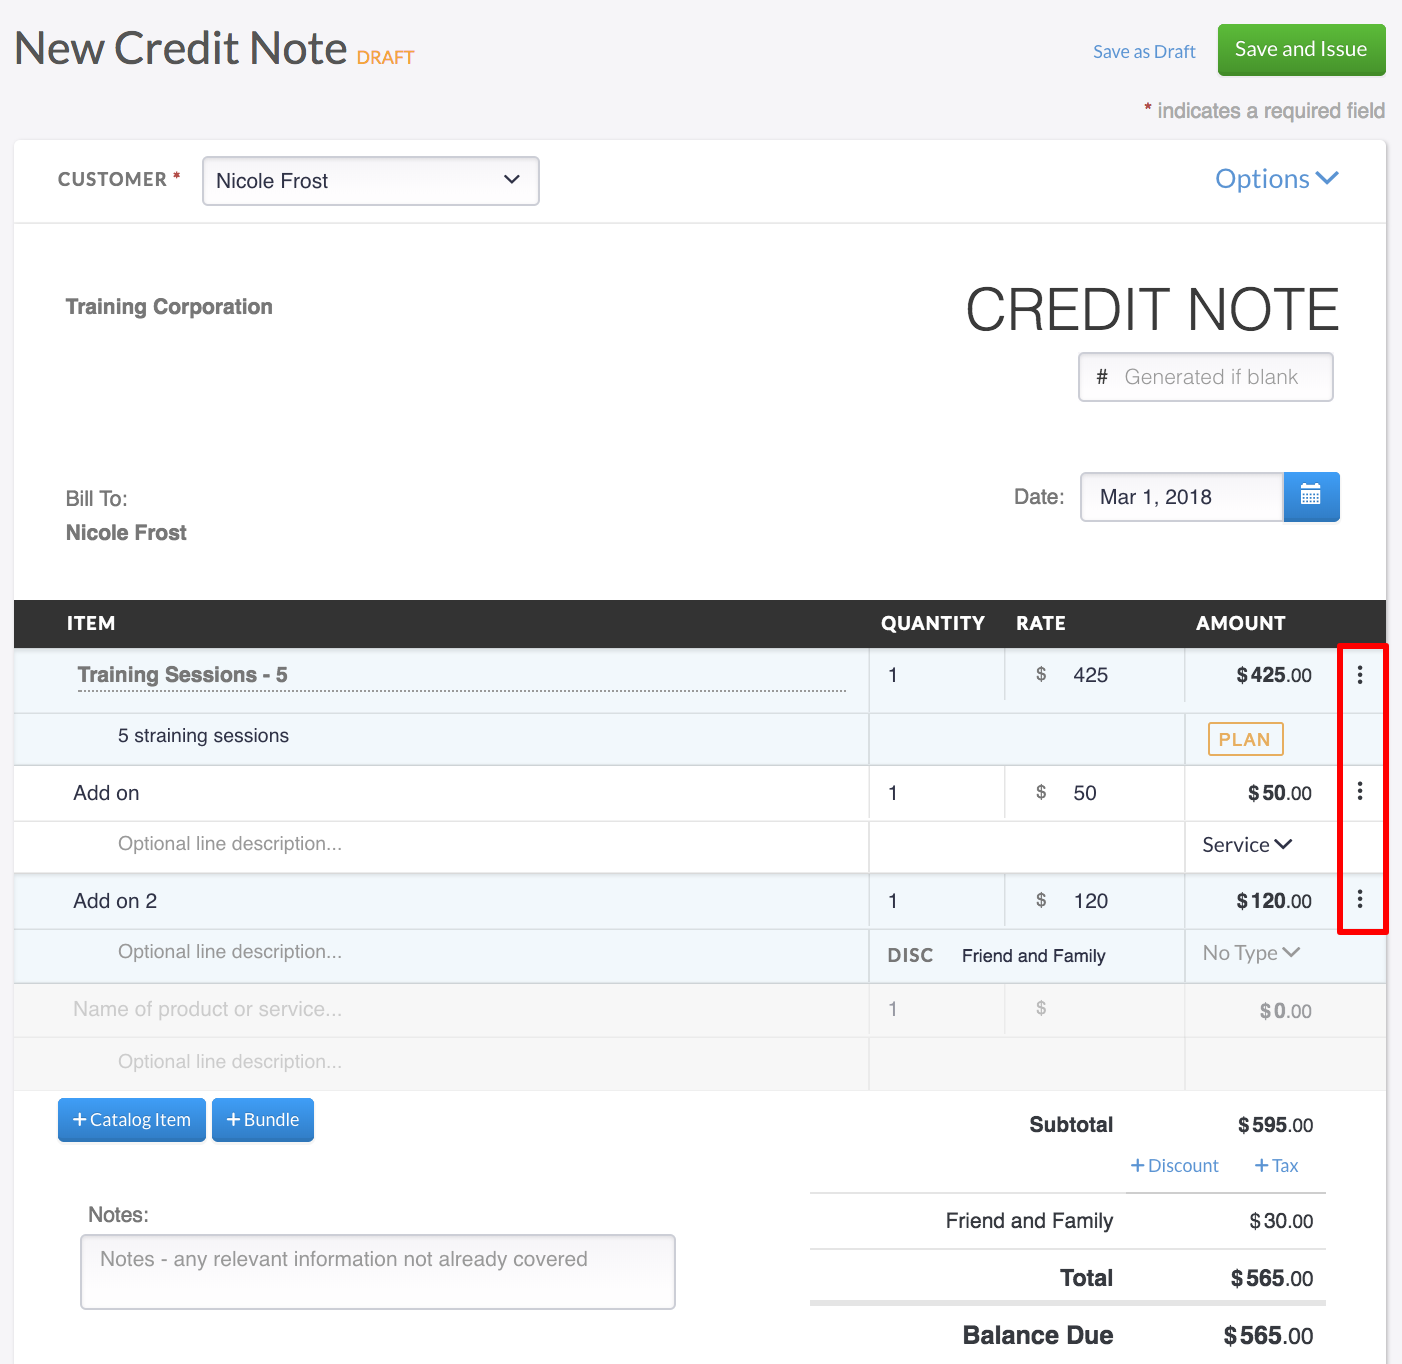 New Credit Note DRAFT
Save as Draft
Save and Issue
* indicates a required field
CUSTOMER * Nicole Frost
Options
Training Corporation
CREDIT NOTE
# Generated if blank
Bill To:
Nicole Frost
Date: Mar 1, 2018
ITEM QUANTITY RATE AMOUNT
Training Sessions - 5 1 $ 425 $425.00
5 straining sessions PLAN
Add on 1 $ 50 $50.00
Optional line description... Service
Add on 2 1 $ 120 $120.00
Optional line description... DISC Friend and Family No Type
Name of product or service... 1 $ $0.00
Optional line description...
+ Catalog Item + Bundle
Subtotal $595.00
+ Discount + Tax
Notes:
Notes - any relevant information not already covered
Friend and Family $30.00
Total $565.00
Balance Due $565.00